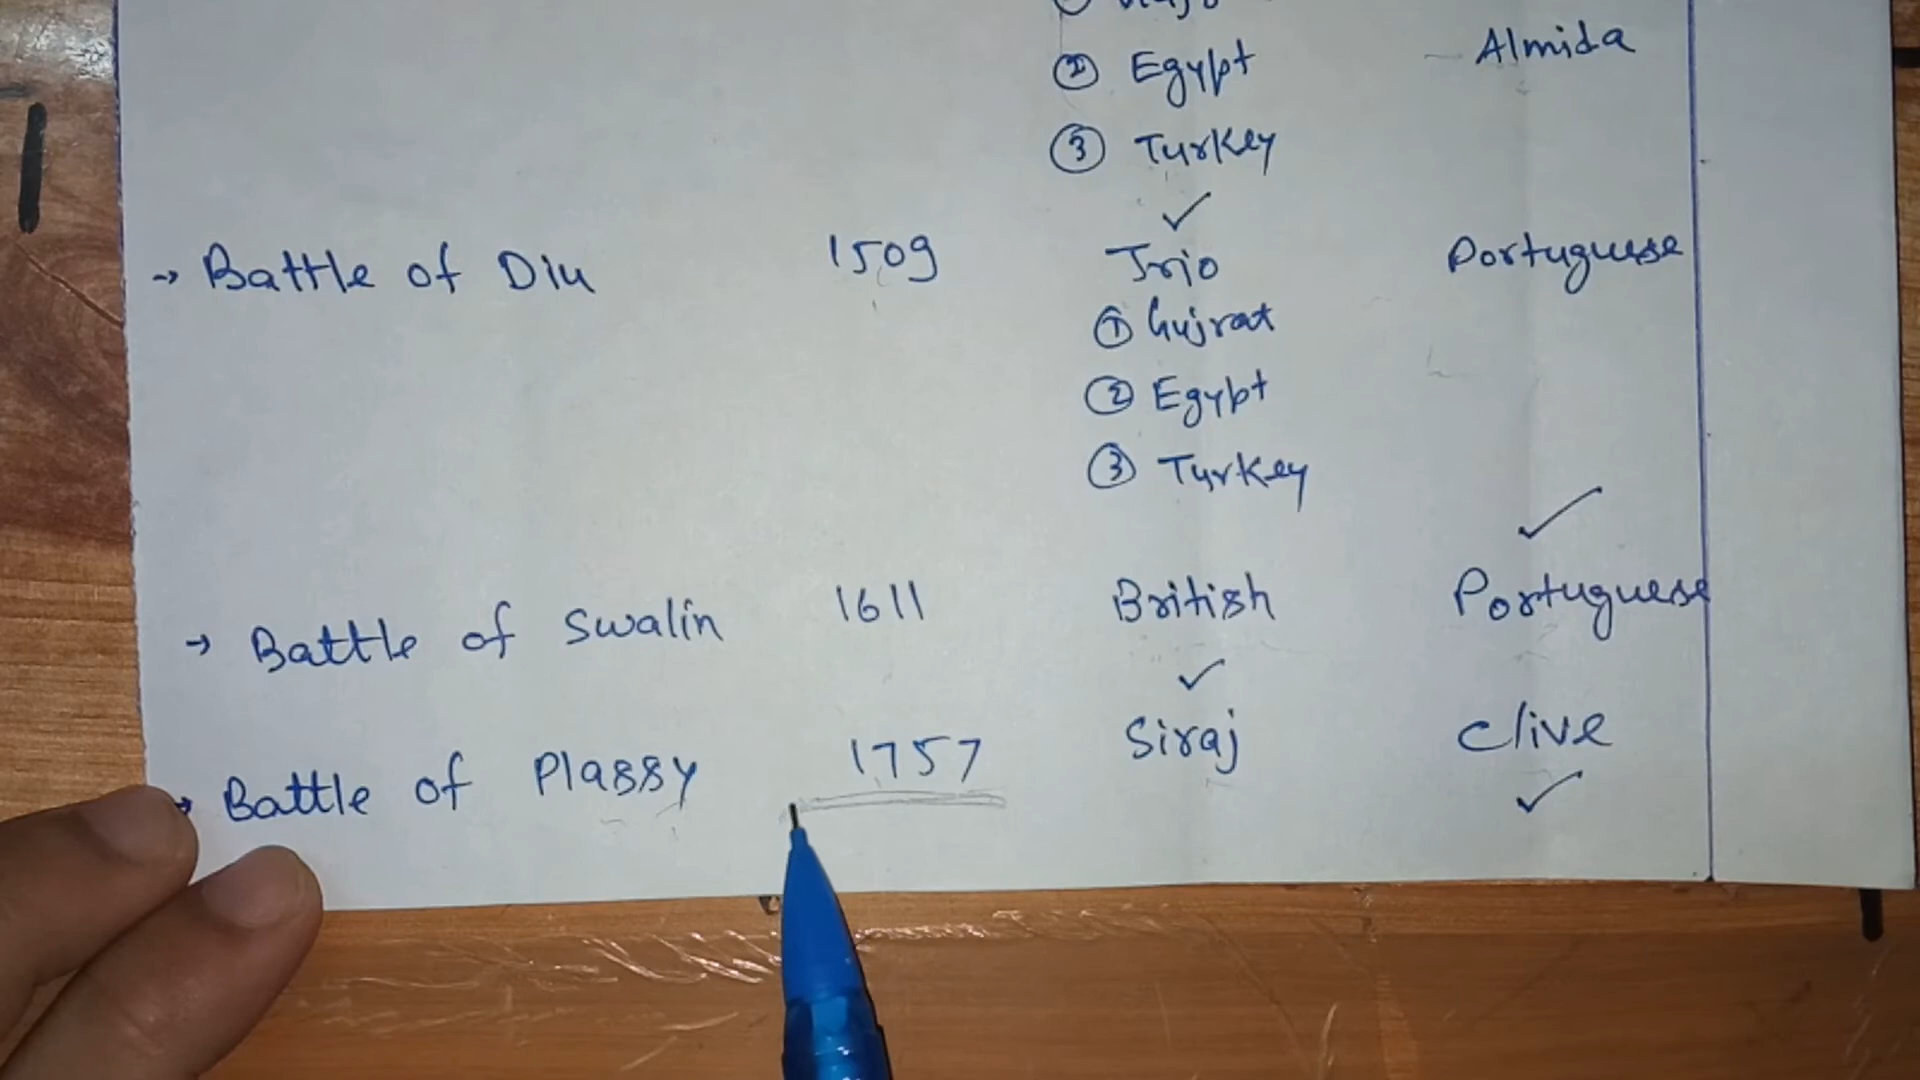 ② Egypt Almida
③ Turkey
✓
→ Battle of Diu 1509 Trio Portuguese
① Gujrat
② Egypt
③ Turkey
✓
→ Battle of Swalin 1611 British Portuguese
✓
→ Battle of Plassy 1757 Siraj Clive
✓